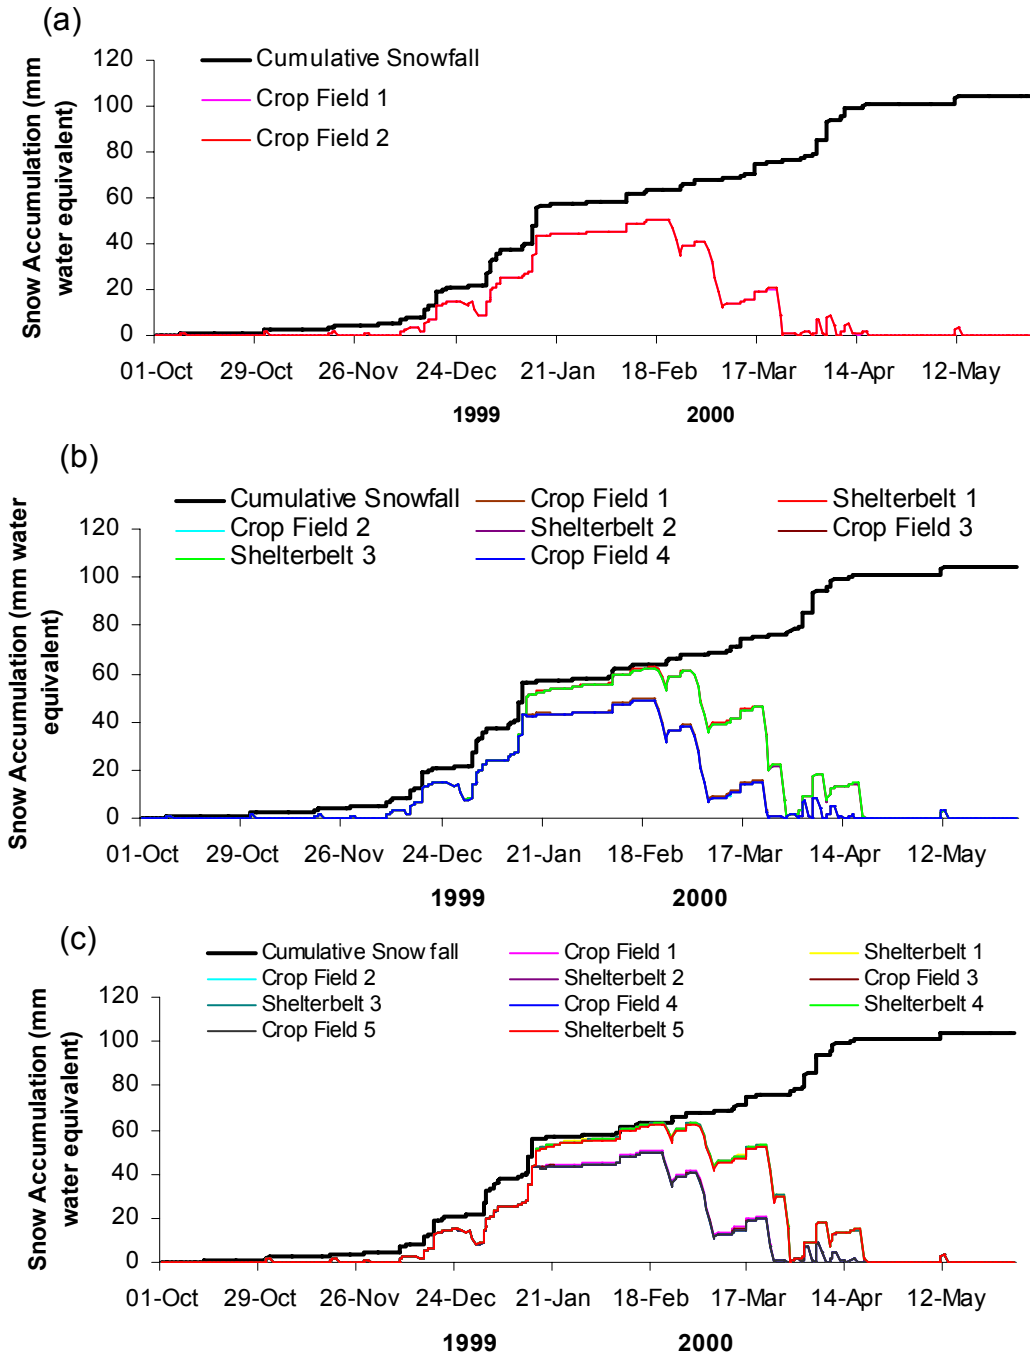 (a)
Snow Accumulation (mm
water equivalent)
120
100
80
60
40
20
0
Cumulative Snowfall
Crop Field 1
Crop Field 2
01-Oct 29-Oct 26-Nov 24-Dec 21-Jan 18-Feb 17-Mar 14-Apr 12-May
1999 2000
(b)
Snow Accumulation (mm water
equivalent)
120
100
80
60
40
20
0
Cumulative Snowfall Crop Field 1 Shelterbelt 1
Crop Field 2 Shelterbelt 2 Crop Field 3
Shelterbelt 3 Crop Field 4
01-Oct 29-Oct 26-Nov 24-Dec 21-Jan 18-Feb 17-Mar 14-Apr 12-May
1999 2000
(c)
Snow Accumulation (mm
water equivalent)
120
100
80
60
40
20
0
Cumulative Snow fall Crop Field 1 Shelterbelt 1
Crop Field 2 Shelterbelt 2 Crop Field 3
Shelterbelt 3 Crop Field 4 Shelterbelt 4
Crop Field 5 Shelterbelt 5
01-Oct 29-Oct 26-Nov 24-Dec 21-Jan 18-Feb 17-Mar 14-Apr 12-May
1999 2000